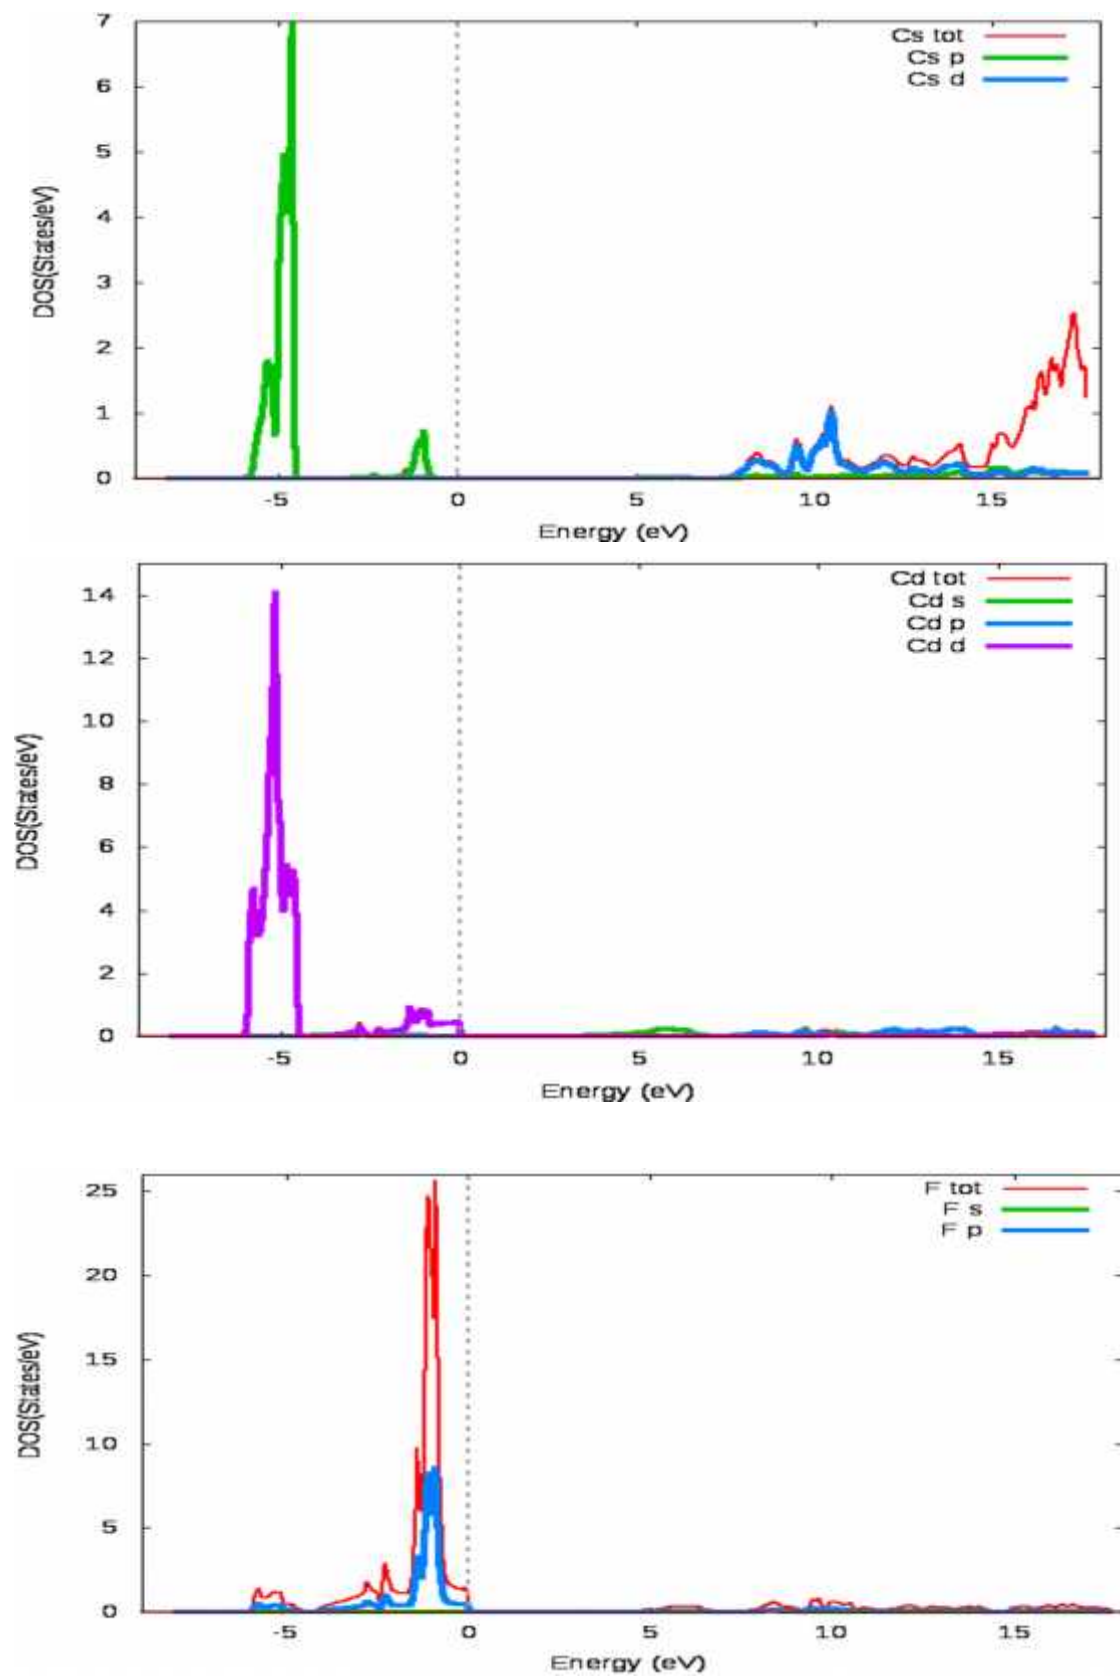 7
6
5
4
3
2
1
0
DOS(States/eV)
Cs tot
Cs p
Cs d
-5 0 5 10 15
Energy (eV)
14
12
10
8
6
4
2
0
DOS(States/eV)
Cd tot
Cd s
Cd p
Cd d
-5 0 5 10 15
Energy (eV)
25
20
15
10
5
0
DOS(States/eV)
F tot
F s
F p
-5 0 5 10 15
Energy (eV)